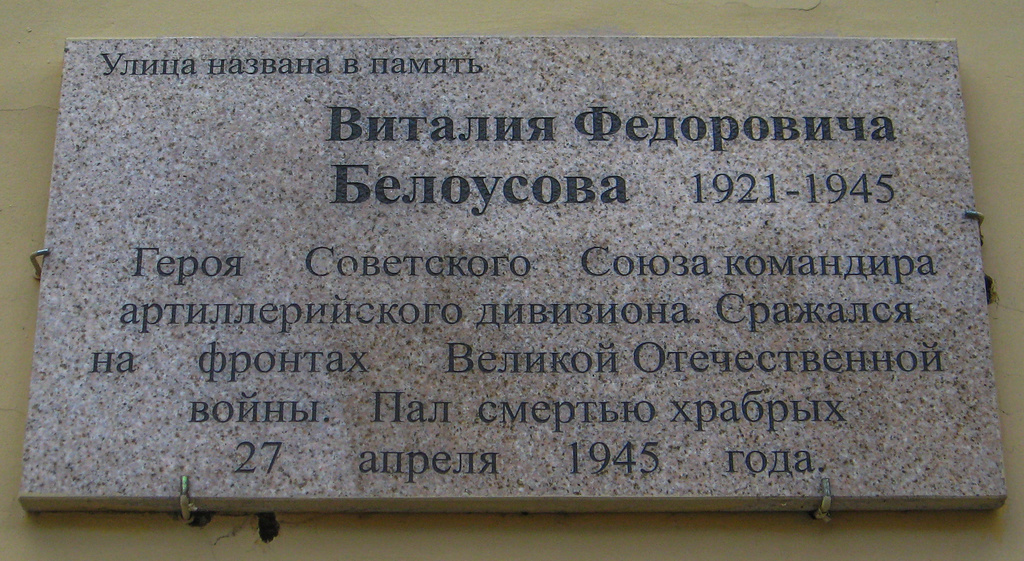 Улица названа в память
Виталия Федоровича
Белоусова 1921-1945
Героя Советского Союза командира
артиллерийского дивизиона. Сражался
на фронтах Великой Отечественной
войны. Пал смертью храбрых
27 апреля 1945 года.